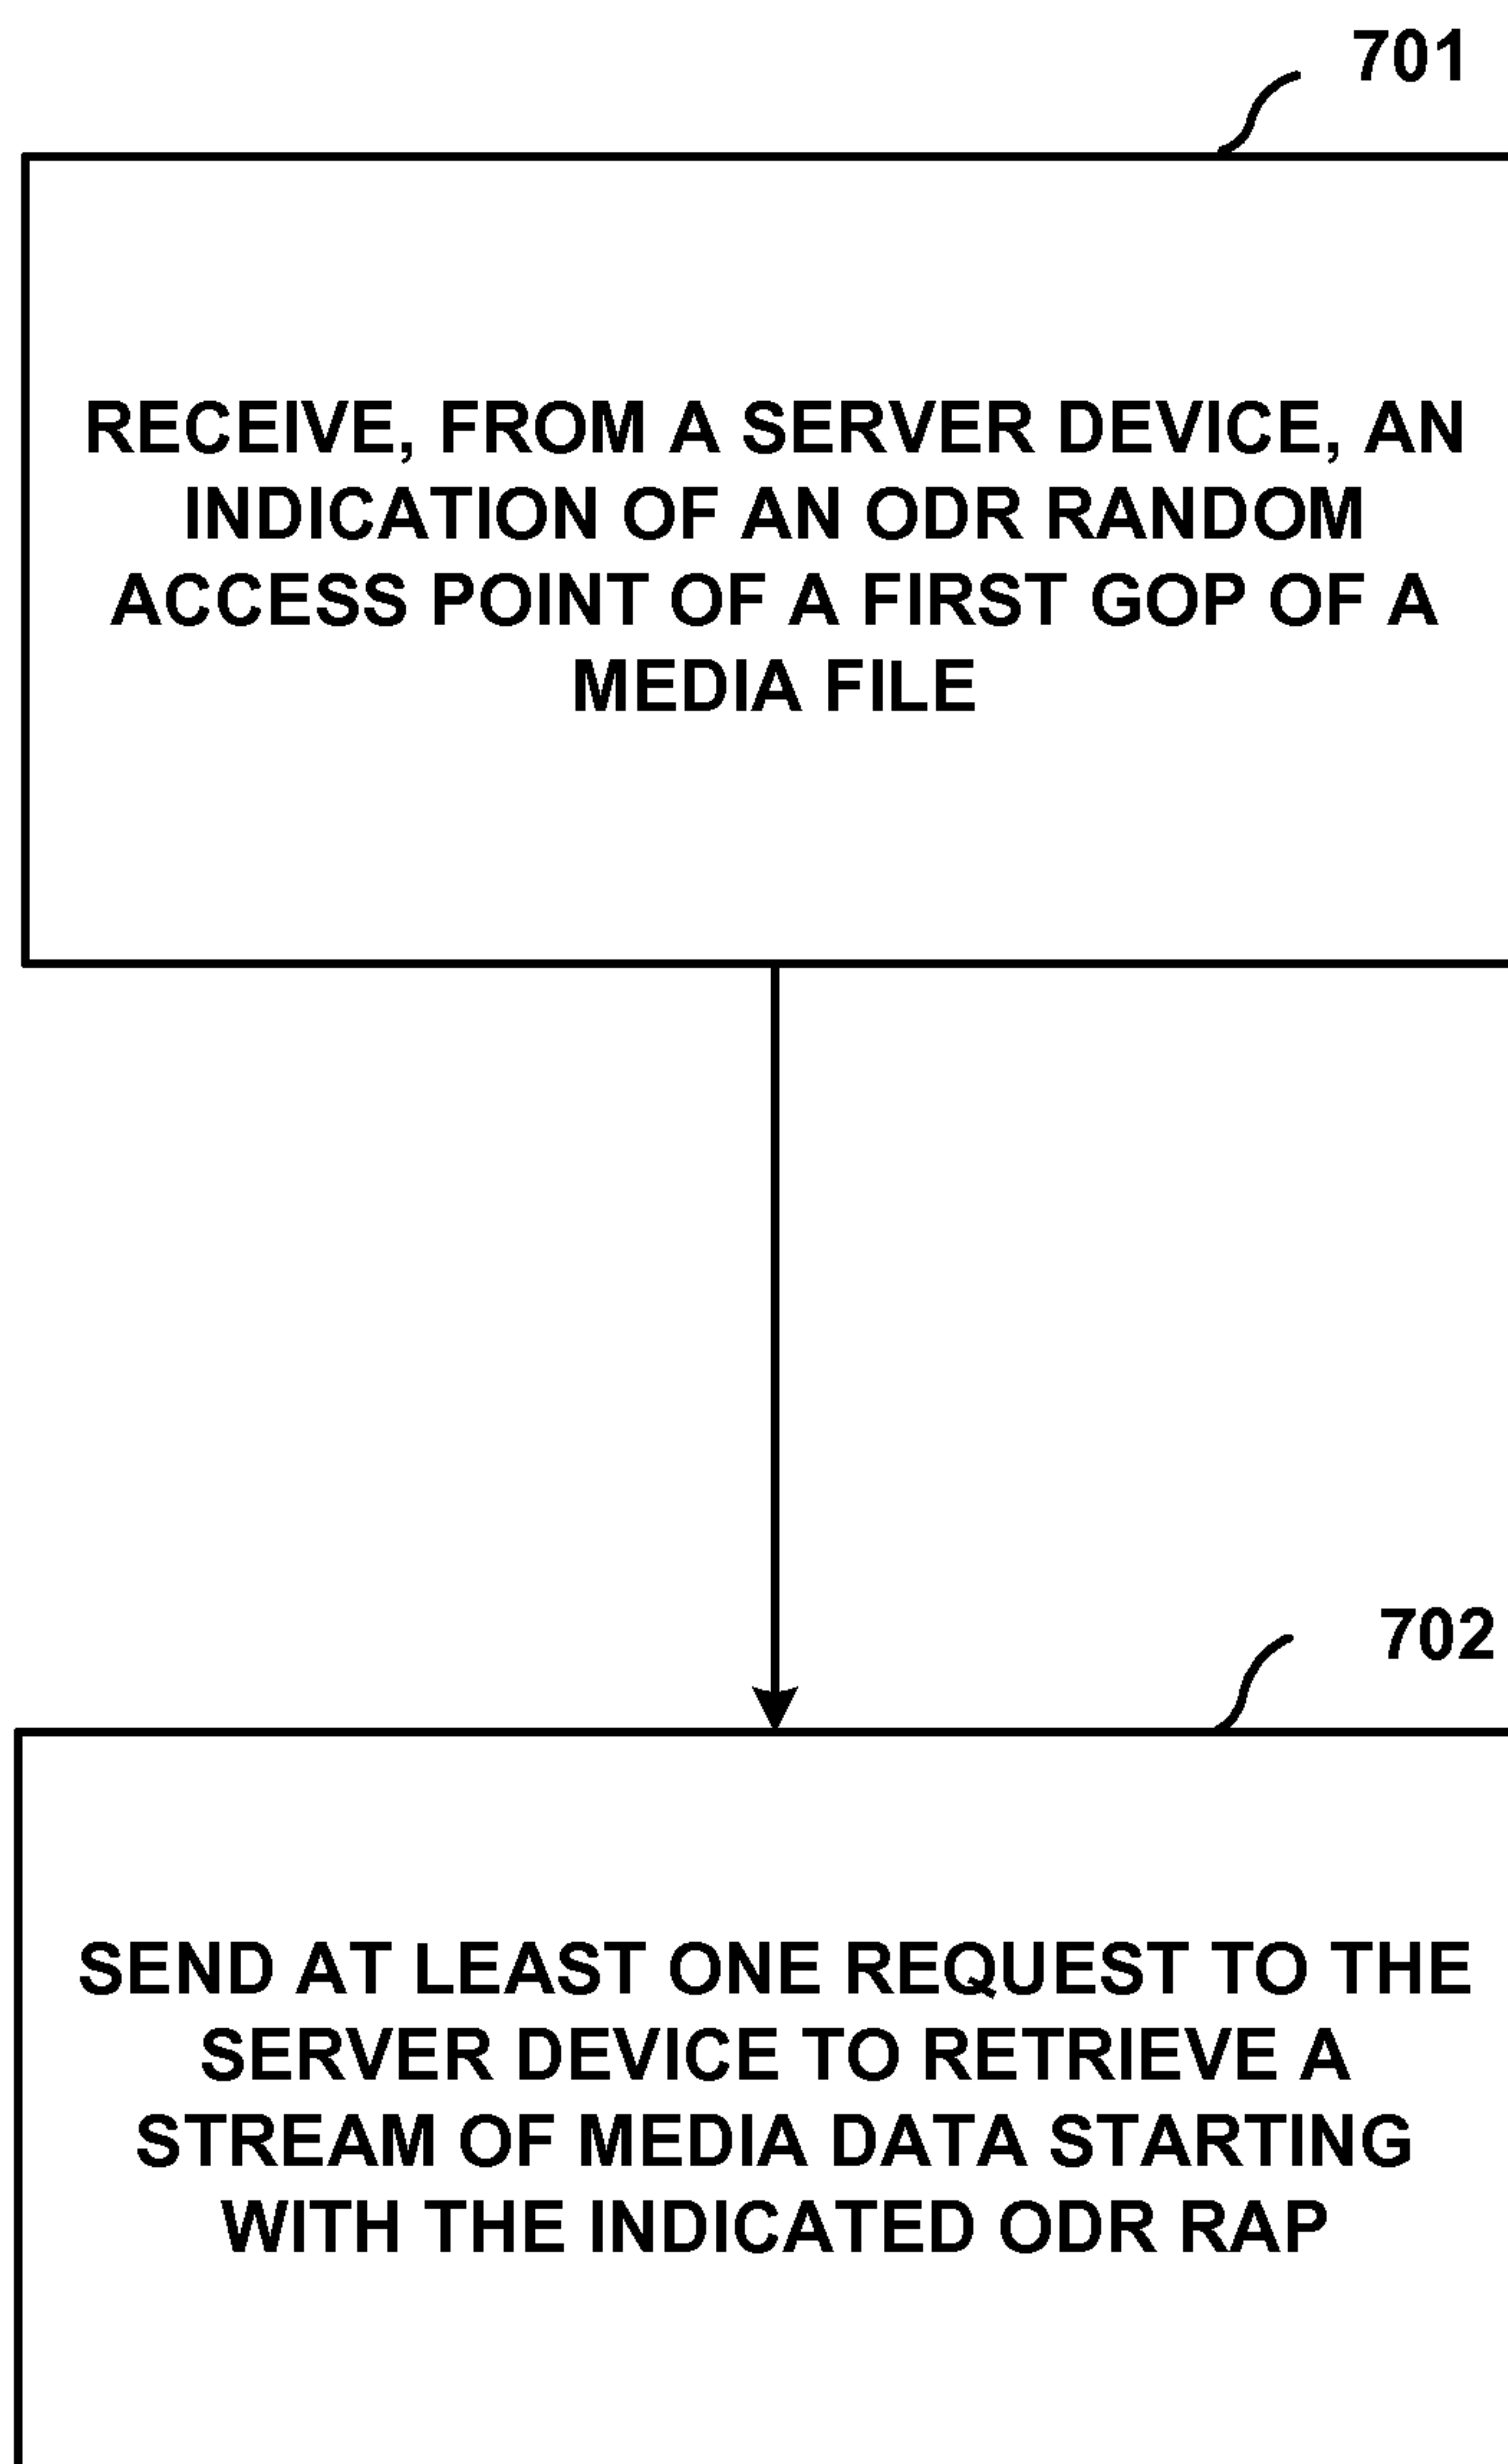 701
RECEIVE, FROM A SERVER DEVICE, AN
INDICATION OF AN ODR RANDOM
ACCESS POINT OF A FIRST GOP OF A
MEDIA FILE
702
SEND AT LEAST ONE REQUEST TO THE
SERVER DEVICE TO RETRIEVE A
STREAM OF MEDIA DATA STARTING
WITH THE INDICATED ODR RAP